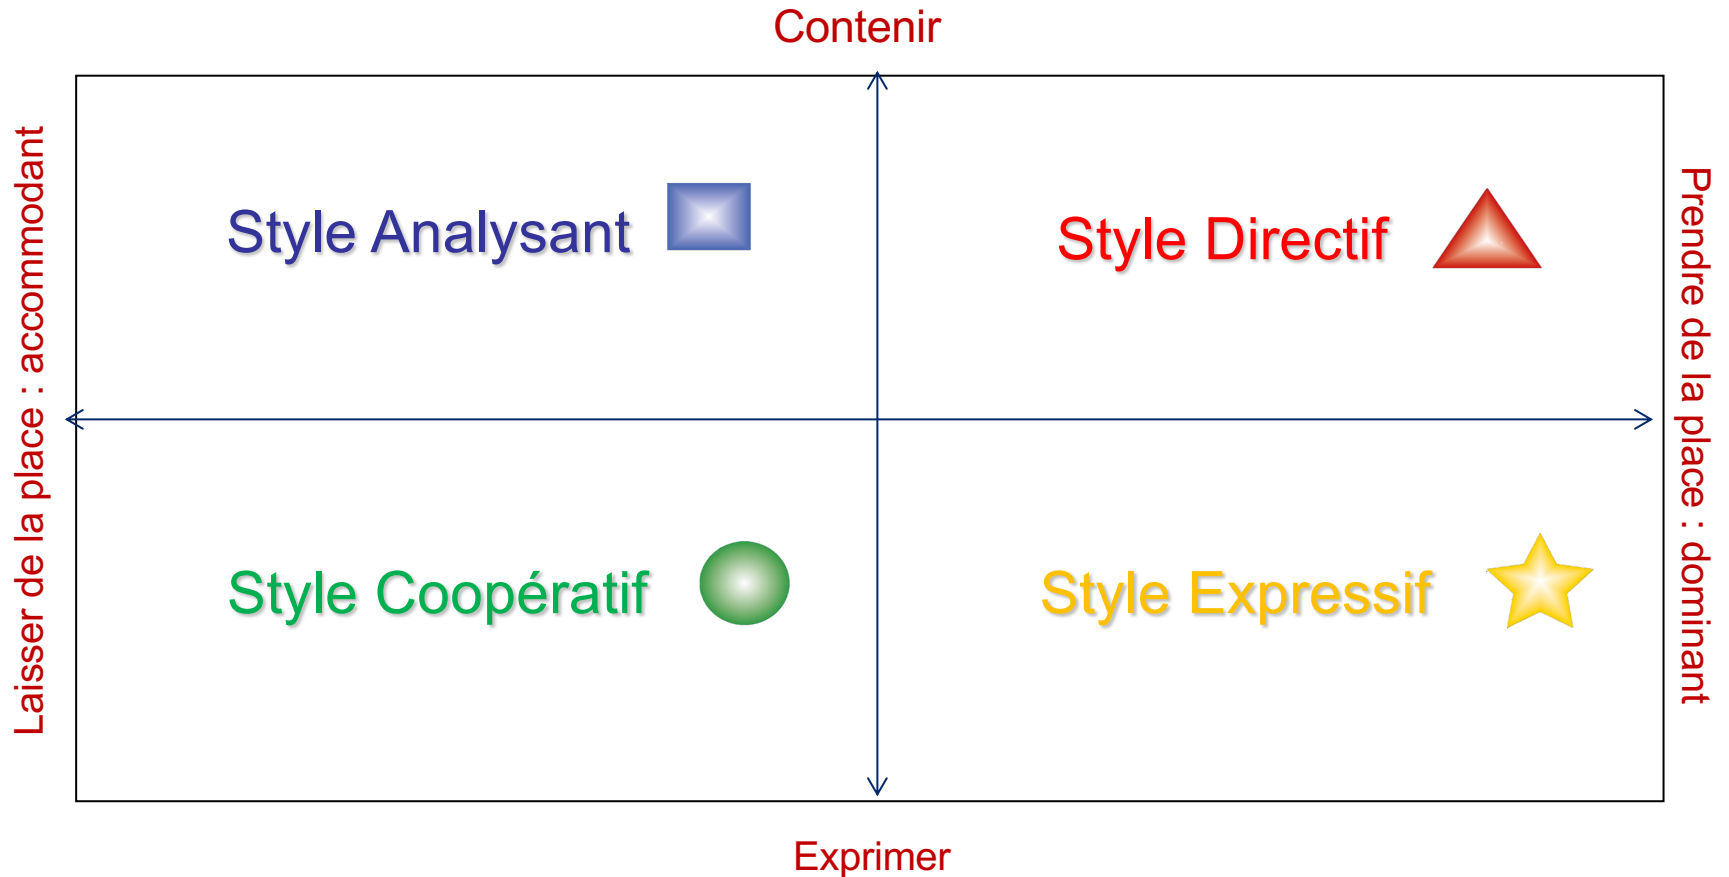 Contenir
Laisser de la place : accommodant
Style Analysant
Style Directif
Prendre de la place : dominant
Style Coopératif
Style Expressif
Exprimer